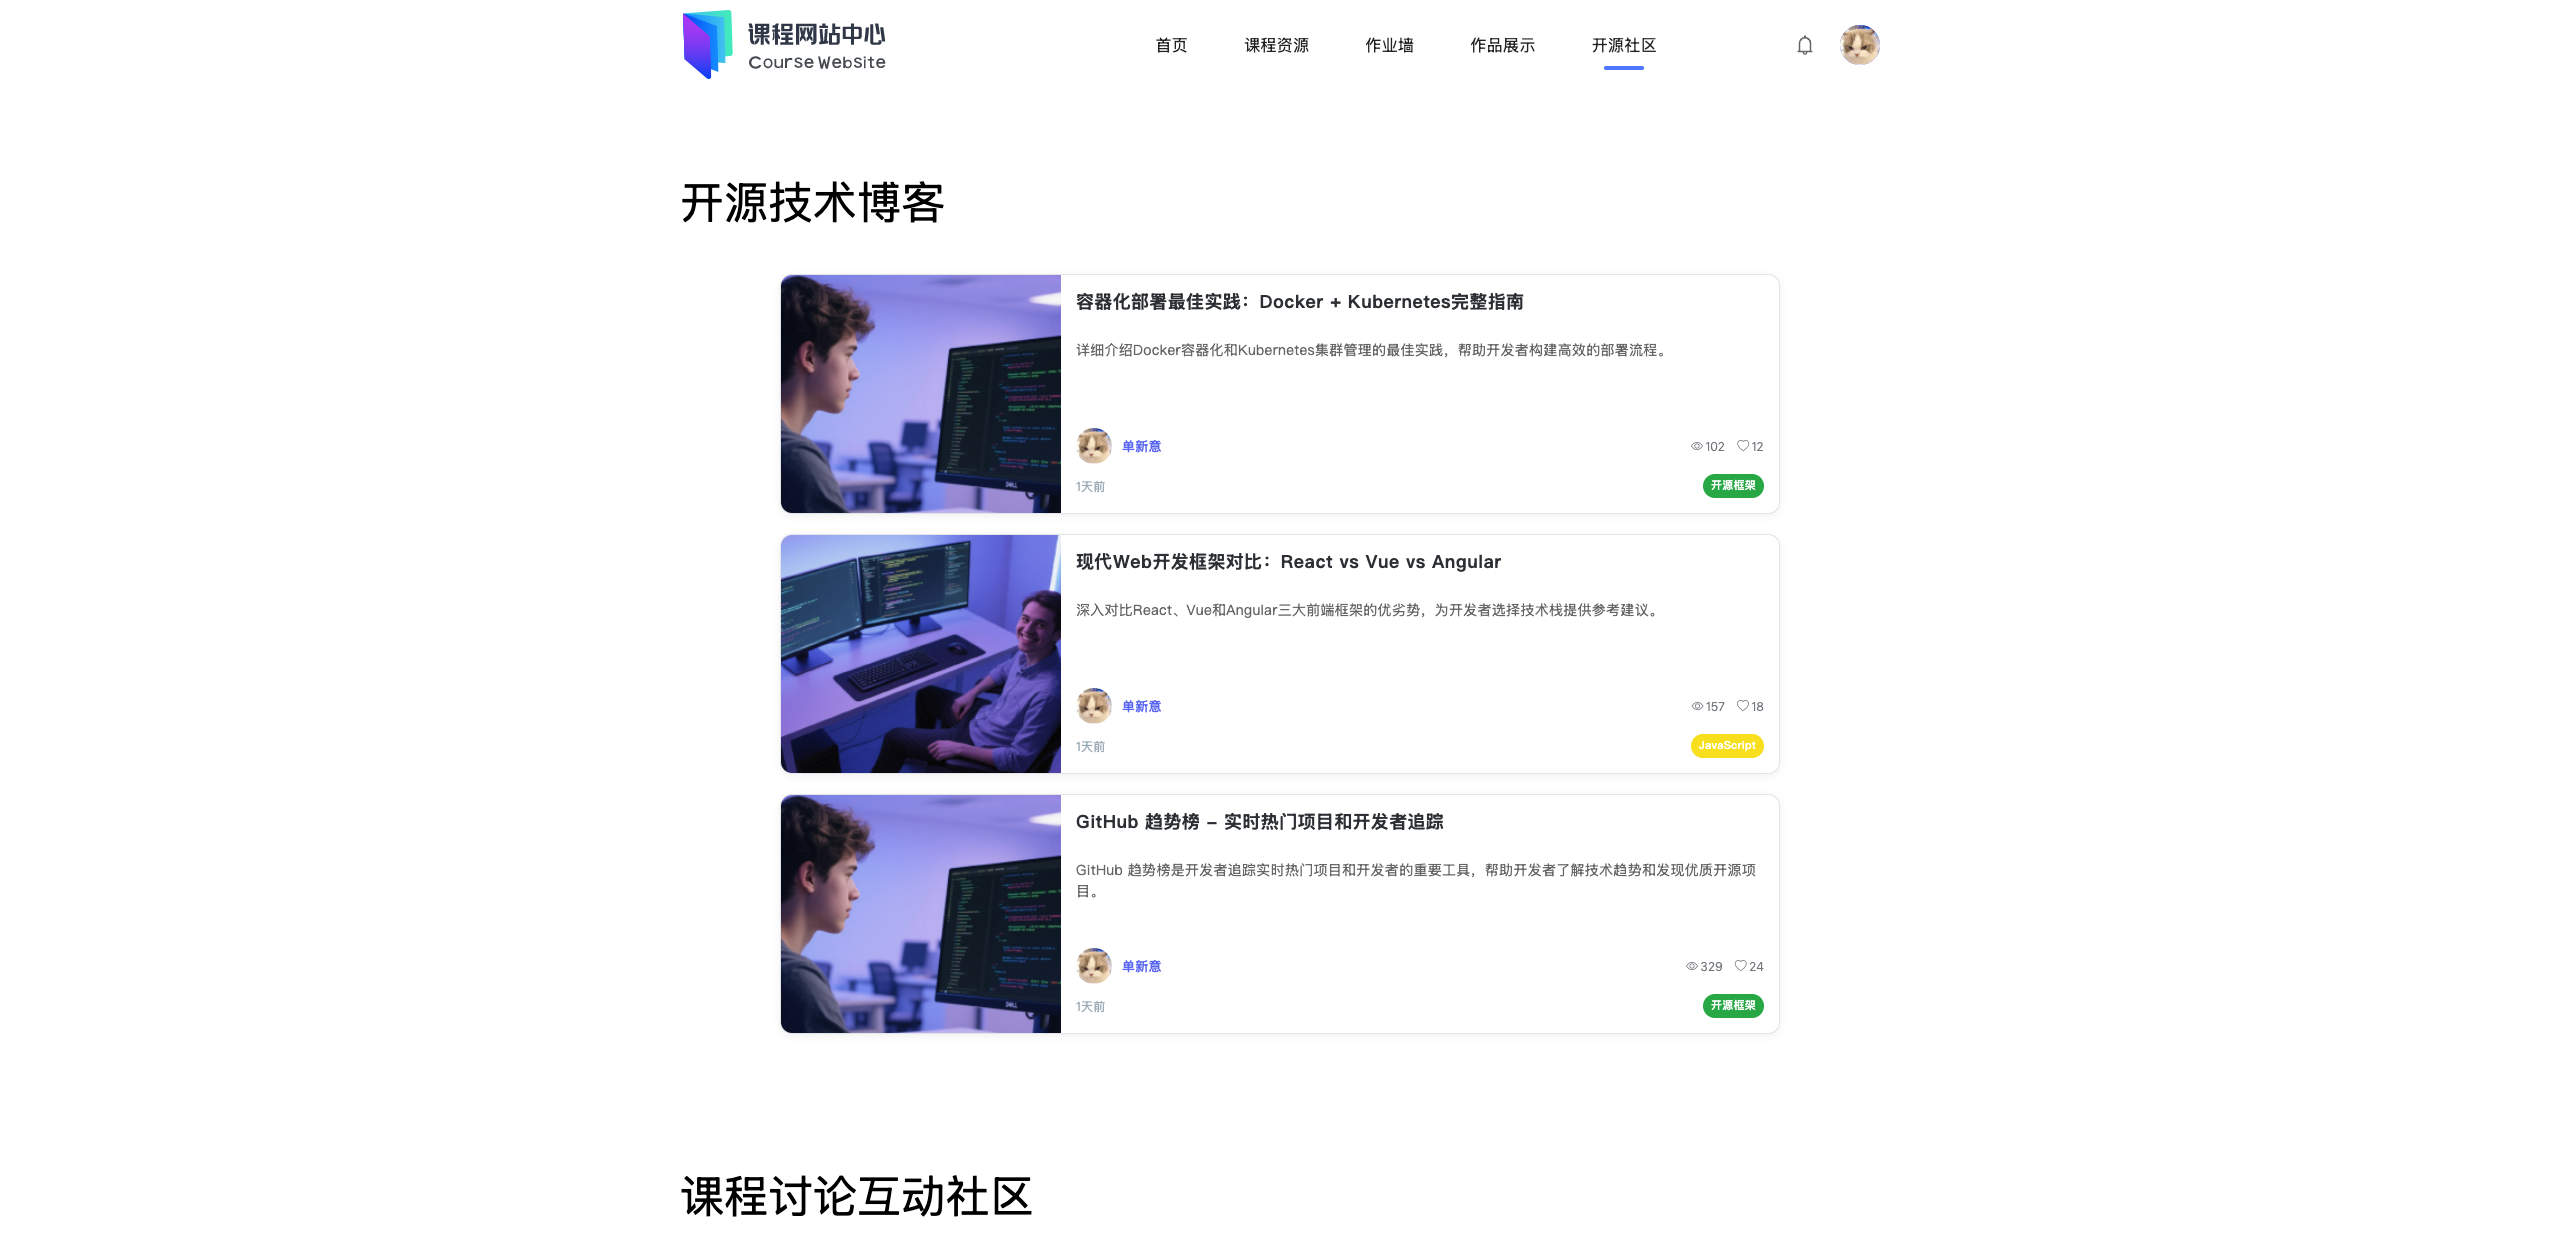 课程网站中心
Course Website
首页
课程资源
作业墙
作品展示
开源社区
开源技术博客
容器化部署最佳实践：Docker + Kubernetes完整指南
详细介绍Docker容器化和Kubernetes集群管理的最佳实践，帮助开发者构建高效的部署流程。
单新意
102
12
1天前
开源框架
现代Web开发框架对比：React vs Vue vs Angular
深入对比React、Vue和Angular三大前端框架的优劣势，为开发者选择技术栈提供参考建议。
单新意
157
18
1天前
JavaScript
GitHub 趋势榜 – 实时热门项目和开发者追踪
GitHub 趋势榜是开发者追踪实时热门项目和开发者的重要工具，帮助开发者了解技术趋势和发现优质开源项
目。
单新意
329
24
1天前
开源框架
课程讨论互动社区